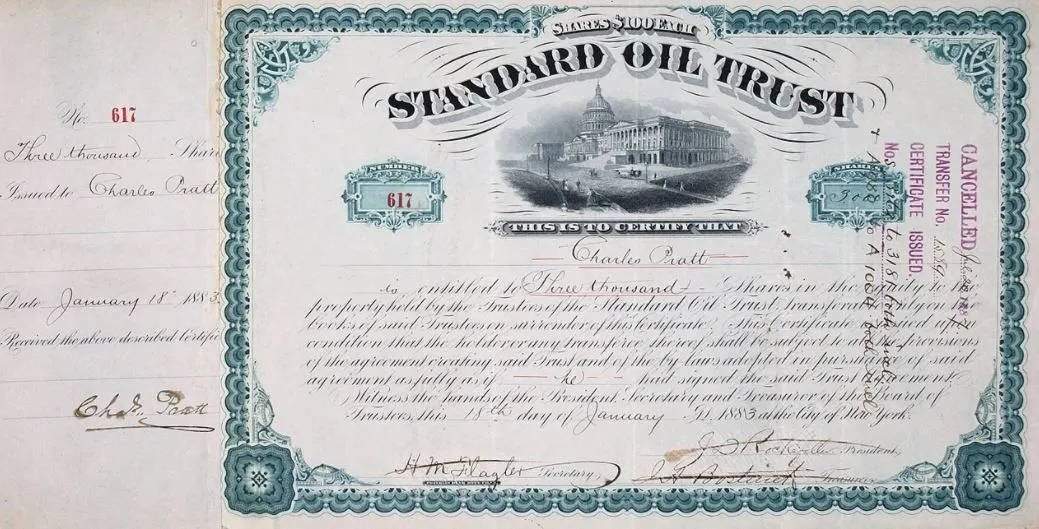 No. 617
Three thousand Shar
Issued to Charles Pratt
Date January 18th 1883
Received the above described Certific
Chas. Pratt
SHARES $100 EACH
STANDARD OIL TRUST
NUMBER
617
SHARES
THIS IS TO CERTIFY THAT
Charles Pratt
is entitled to Three thousand Shares in the equity to the
property held by the Trustees of the Standard Oil Trust, transferable only on the
books of said Trustees on surrender of this Certificate. This Certificate is issued upon
condition that the holder or any transferee thereof shall be subject to all the provisions
of the agreement creating said Trust and of the by-laws adopted in pursuance of said
agreement as fully as if he had signed the said Trust agreement.
Witness the hands of the President, Secretary and Treasurer of the Board of
Trustees, this 18th day of January A.D. 1883 at the City of New York.
J D Rockefeller President,
H M Flagler Secretary,
Treasurer
CANCELLED
TRANSFER No.
CERTIFICATE ISSUED.
Nos.